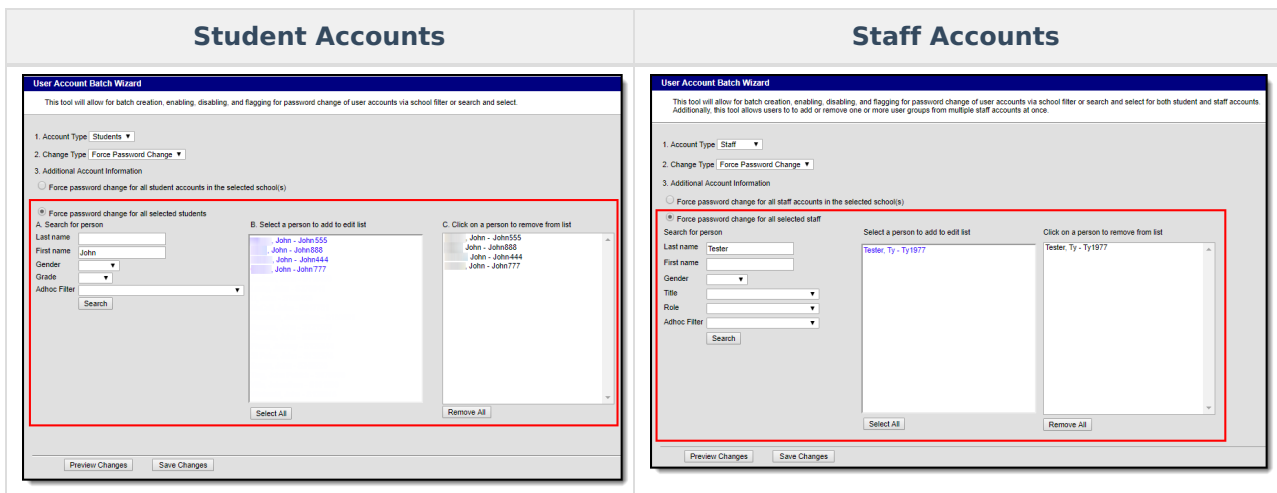 Student Accounts
Staff Accounts
User Account Batch Wizard
This tool will allow for batch creation, enabling, disabling, and flagging for password change of user accounts via school filter or search and select.
1. Account Type Students
2. Change Type Force Password Change
3. Additional Account Information
Force password change for all student accounts in the selected school(s)
Force password change for all selected students
A. Search for person
Last name
First name John
Gender
Grade
Adhoc Filter
Search
B. Select a person to add to edit list
, John - John555
, John - John888
, John - John444
, John - John777
Select All
C. Click on a person to remove from list
, John - John555
John - John888
, John - John444
, John - John777
Remove All
Preview Changes Save Changes
User Account Batch Wizard
This tool will allow for batch creation, enabling, disabling, and flagging for password change of user accounts via school filter or search and select for both student and staff accounts.
Additionally, this tool allows users to to add or remove one or more user groups from multiple staff accounts at once.
1. Account Type Staff
2. Change Type Force Password Change
3. Additional Account Information
Force password change for all staff accounts in the selected school(s)
Force password change for all selected staff
Search for person
Last name Tester
First name
Gender
Title
Role
Adhoc Filter
Search
Select a person to add to edit list
Tester, Ty - Ty1977
Select All
Click on a person to remove from list
Tester, Ty - Ty1977
Remove All
Preview Changes Save Changes